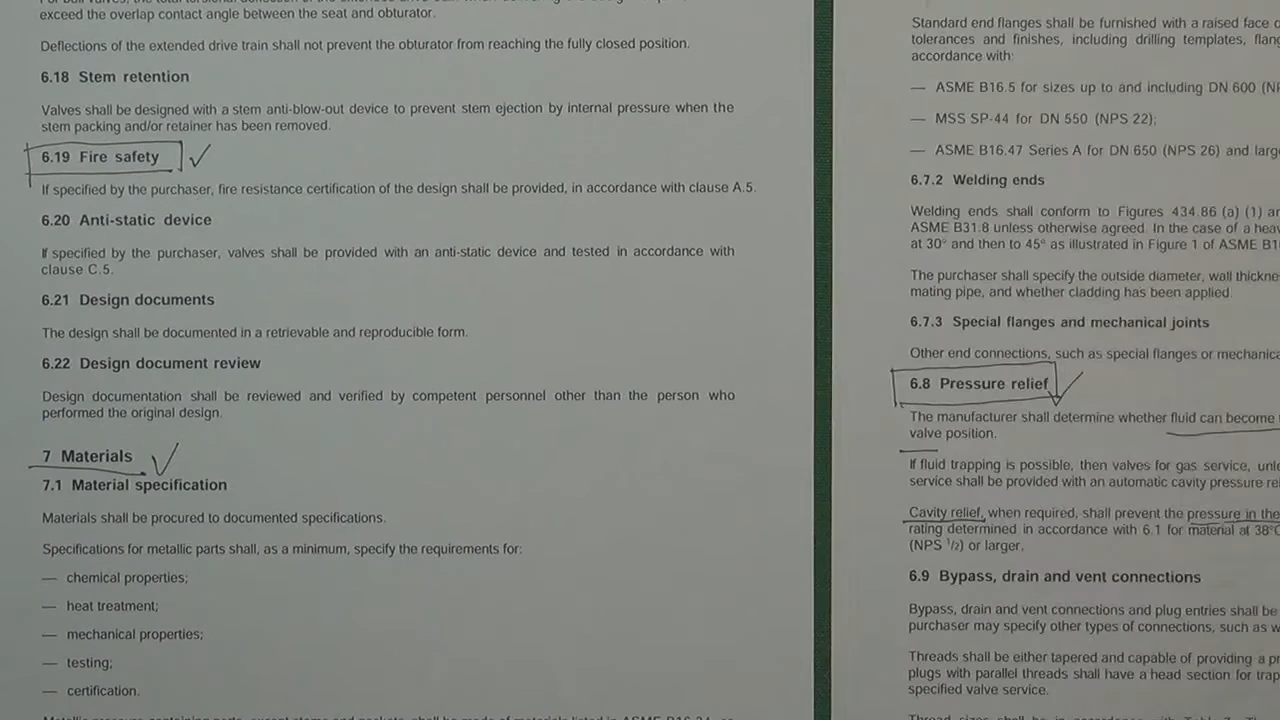 exceed the overlap contact angle between the seat and obturator.
Deflections of the extended drive train shall not prevent the obturator from reaching the fully closed position.
6.18 Stem retention
Valves shall be designed with a stem anti-blow-out device to prevent stem ejection by internal pressure when the
stem packing and/or retainer has been removed.
6.19 Fire safety
If specified by the purchaser, fire resistance certification of the design shall be provided, in accordance with clause A.5.
6.20 Anti-static device
If specified by the purchaser, valves shall be provided with an anti-static device and tested in accordance with
clause C.5.
6.21 Design documents
The design shall be documented in a retrievable and reproducible form.
6.22 Design document review
Design documentation shall be reviewed and verified by competent personnel other than the person who
performed the original design.
7 Materials
7.1 Material specification
Materials shall be procured to documented specifications.
Specifications for metallic parts shall, as a minimum, specify the requirements for:
— chemical properties;
— heat treatment;
— mechanical properties;
— testing;
— certification.
Standard end flanges shall be furnished with a raised face
tolerances and finishes, including drilling templates,
accordance with:
— ASME B16.5 for sizes up to and including DN 600
— MSS SP-44 for DN 550 (NPS 22);
— ASME B16.47 Series A for DN 650 (NPS 26) and
6.7.2 Welding ends
Welding ends shall conform to Figures 434.86 (a) (1)
ASME B31.8 unless otherwise agreed. In the case of a
at 30° and then to 45° as illustrated in Figure 1 of ASME
The purchaser shall specify the outside diameter, wall
mating pipe, and whether cladding has been applied.
6.7.3 Special flanges and mechanical joints
Other end connections, such as special flanges or
6.8 Pressure relief
The manufacturer shall determine whether fluid can become
valve position.
If fluid trapping is possible, then valves for gas service,
service shall be provided with an automatic cavity pressure
Cavity relief, when required, shall prevent the pressure in the
rating determined in accordance with 6.1 for material at 38°C
(NPS 1/2) or larger.
6.9 Bypass, drain and vent connections
Bypass, drain and vent connections and plug entries shall be
purchaser may specify other types of connections, such as
Threads shall be either tapered and capable of providing a
plugs with parallel threads shall have a head section for
specified valve service.